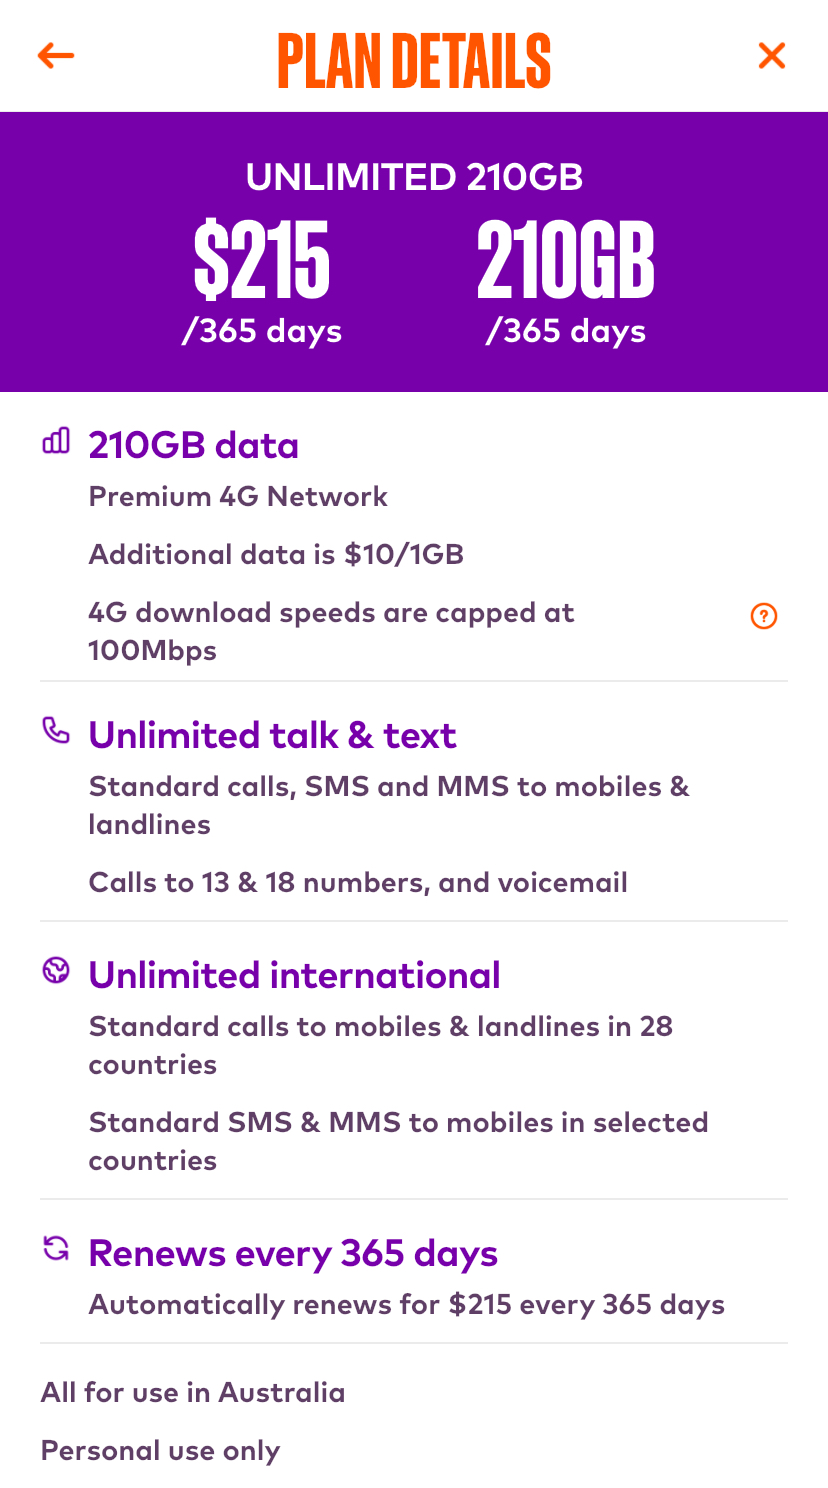 PLAN DETAILS
UNLIMITED 210GB
$215 210GB
/365 days /365 days
210GB data
Premium 4G Network
Additional data is $10/1GB
4G download speeds are capped at
100Mbps
?
Unlimited talk & text
Standard calls, SMS and MMS to mobiles &
landlines
Calls to 13 & 18 numbers, and voicemail
Unlimited international
Standard calls to mobiles & landlines in 28
countries
Standard SMS & MMS to mobiles in selected
countries
Renews every 365 days
Automatically renews for $215 every 365 days
All for use in Australia
Personal use only